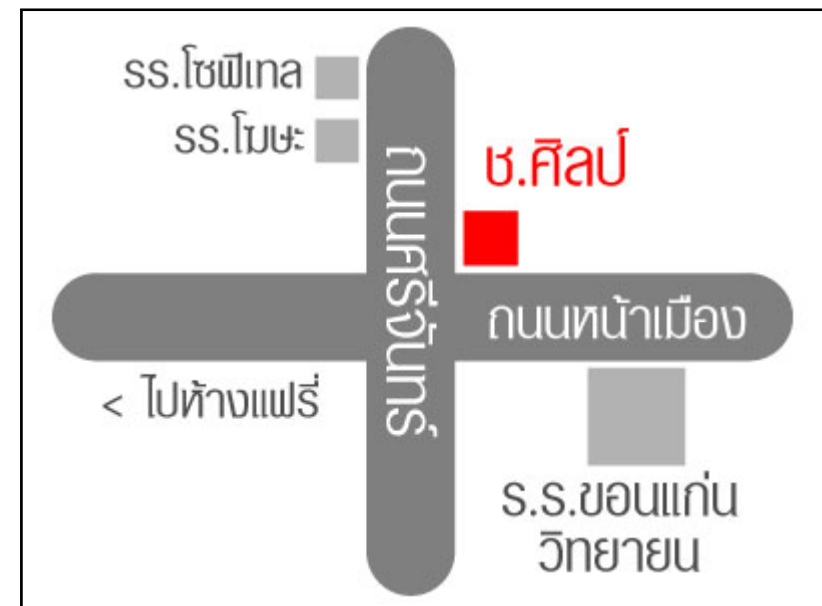 รร.โซฟิเทล
รร.โฆษะ
ช.ศิลป์
ถนนศรีจันทร์
ถนนหน้าเมือง
< ไปห้างแฟรี่
ร.ร.ขอนแก่น
วิทยายน